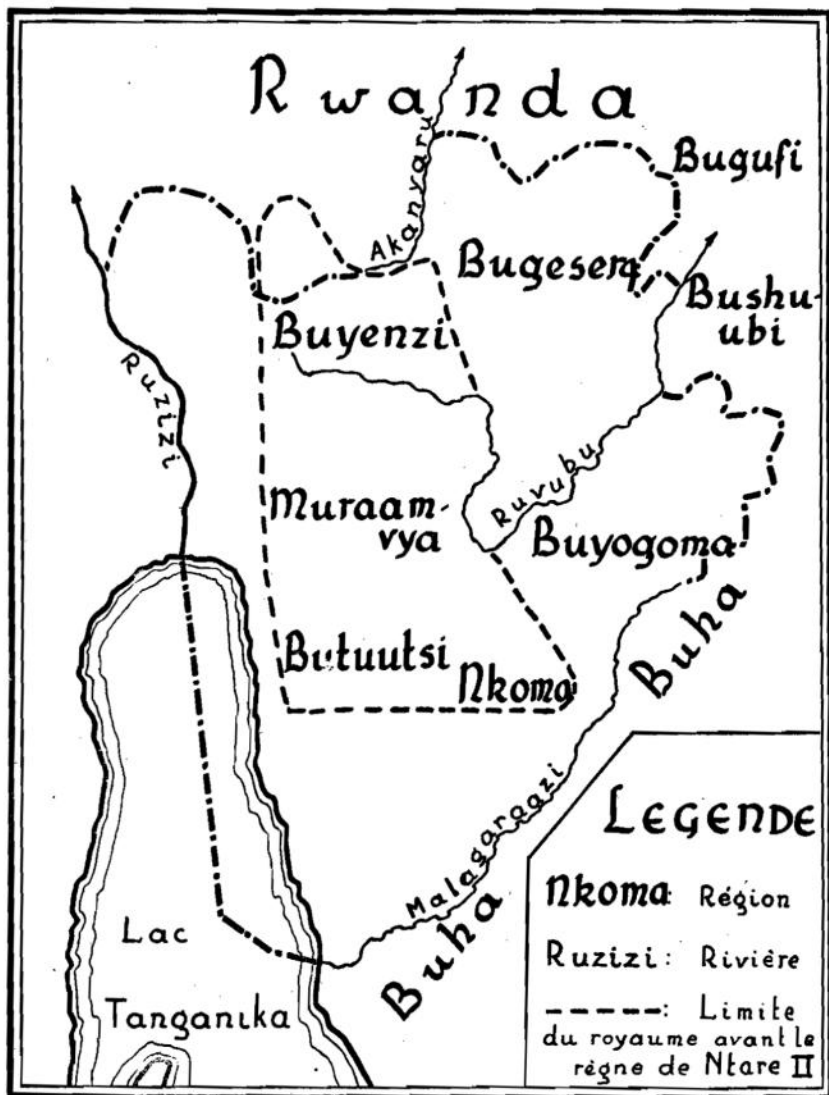 Rwanda
Bugufi
Akanyaru
Bugesera
Bushu-
ubi
Buyenzi
Ruzizi
Ruvubu
Muraam-
vya
Buyogoma
Butuutsi
Nkoma
Buha
Malagaraazi
Buha
Lac
Tanganika
LEGENDE
Nkoma: Région
Ruzizi: Rivière
------: Limite
du royaume avant le
règne de Ntare II